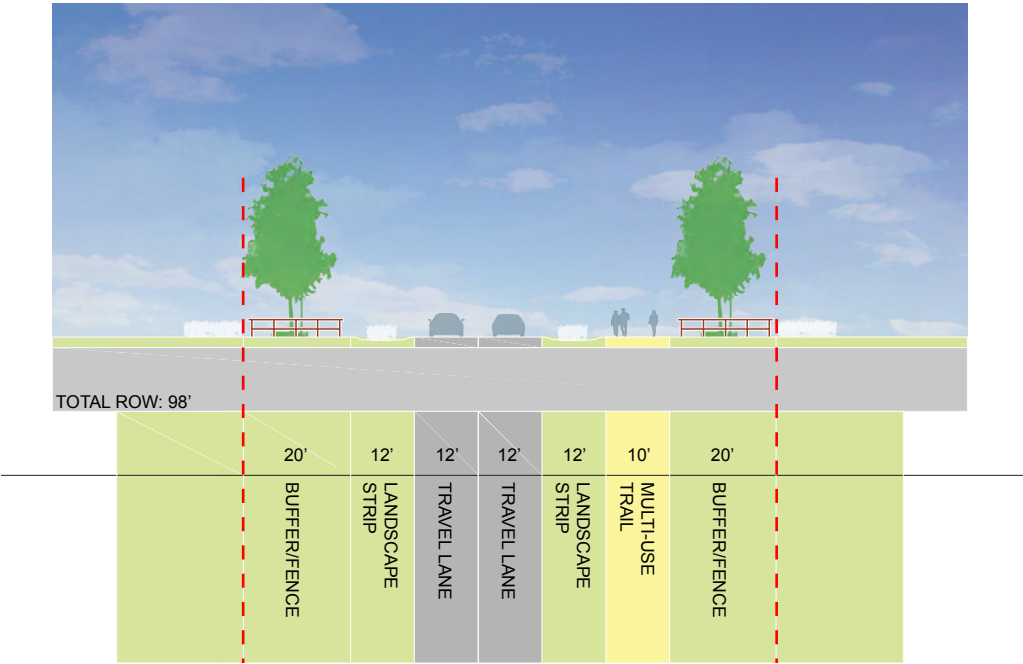 TOTAL ROW: 98’
20’
12’
12’
12’
12’
10’
20’
BUFFER/FENCE
LANDSCAPE
STRIP
TRAVEL LANE
TRAVEL LANE
LANDSCAPE
STRIP
MULTI-USE
TRAIL
BUFFER/FENCE